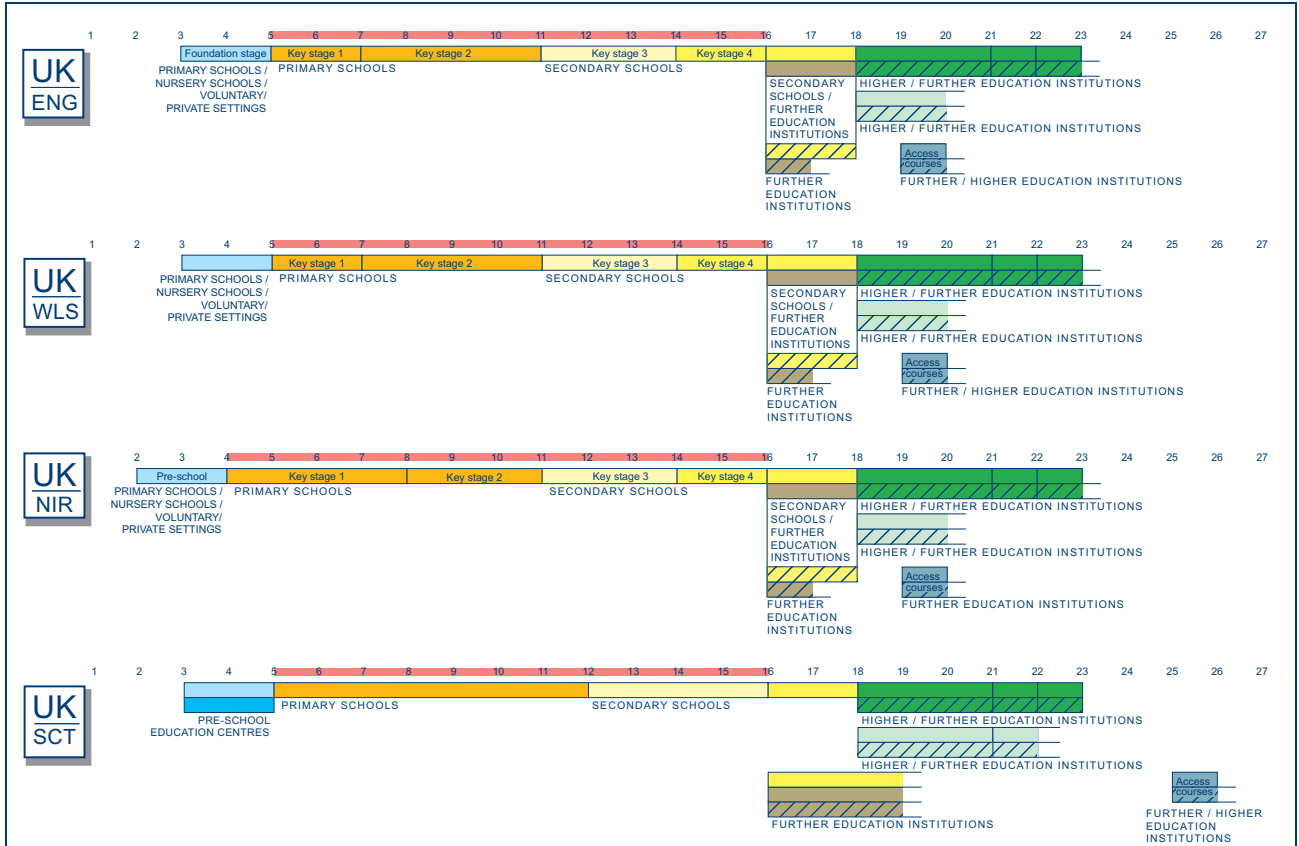 1 2 3 4 5 6 7 8 9 10 11 12 13 14 15 16 17 18 19 20 21 22 23 24 25 26 27
UK
ENG
Foundation stage Key stage 1 Key stage 2 Key stage 3 Key stage 4
PRIMARY SCHOOLS /
NURSERY SCHOOLS /
VOLUNTARY/
PRIVATE SETTINGS
PRIMARY SCHOOLS
SECONDARY SCHOOLS
SECONDARY
SCHOOLS /
FURTHER
EDUCATION
INSTITUTIONS
HIGHER / FURTHER EDUCATION INSTITUTIONS
HIGHER / FURTHER EDUCATION INSTITUTIONS
Access
courses
FURTHER
EDUCATION
INSTITUTIONS
FURTHER / HIGHER EDUCATION INSTITUTIONS
1 2 3 4 5 6 7 8 9 10 11 12 13 14 15 16 17 18 19 20 21 22 23 24 25 26 27
UK
WLS
Key stage 1 Key stage 2 Key stage 3 Key stage 4
PRIMARY SCHOOLS /
NURSERY SCHOOLS /
VOLUNTARY/
PRIVATE SETTINGS
PRIMARY SCHOOLS
SECONDARY SCHOOLS
SECONDARY
SCHOOLS /
FURTHER
EDUCATION
INSTITUTIONS
HIGHER / FURTHER EDUCATION INSTITUTIONS
HIGHER / FURTHER EDUCATION INSTITUTIONS
Access
courses
FURTHER
EDUCATION
INSTITUTIONS
FURTHER / HIGHER EDUCATION INSTITUTIONS
2 3 4 5 6 7 8 9 10 11 12 13 14 15 16 17 18 19 20 21 22 23 24 25 26 27
UK
NIR
Pre-school Key stage 1 Key stage 2 Key stage 3 Key stage 4
PRIMARY SCHOOLS /
NURSERY SCHOOLS /
VOLUNTARY/
PRIVATE SETTINGS
PRIMARY SCHOOLS
SECONDARY SCHOOLS
SECONDARY
SCHOOLS /
FURTHER
EDUCATION
INSTITUTIONS
HIGHER / FURTHER EDUCATION INSTITUTIONS
HIGHER / FURTHER EDUCATION INSTITUTIONS
Access
courses
FURTHER
EDUCATION
INSTITUTIONS
FURTHER EDUCATION INSTITUTIONS
1 2 3 4 5 6 7 8 9 10 11 12 13 14 15 16 17 18 19 20 21 22 23 24 25 26 27
UK
SCT
PRE-SCHOOL
EDUCATION CENTRES
PRIMARY SCHOOLS
SECONDARY SCHOOLS
HIGHER / FURTHER EDUCATION INSTITUTIONS
HIGHER / FURTHER EDUCATION INSTITUTIONS
Access
courses
FURTHER EDUCATION INSTITUTIONS
FURTHER / HIGHER
EDUCATION
INSTITUTIONS